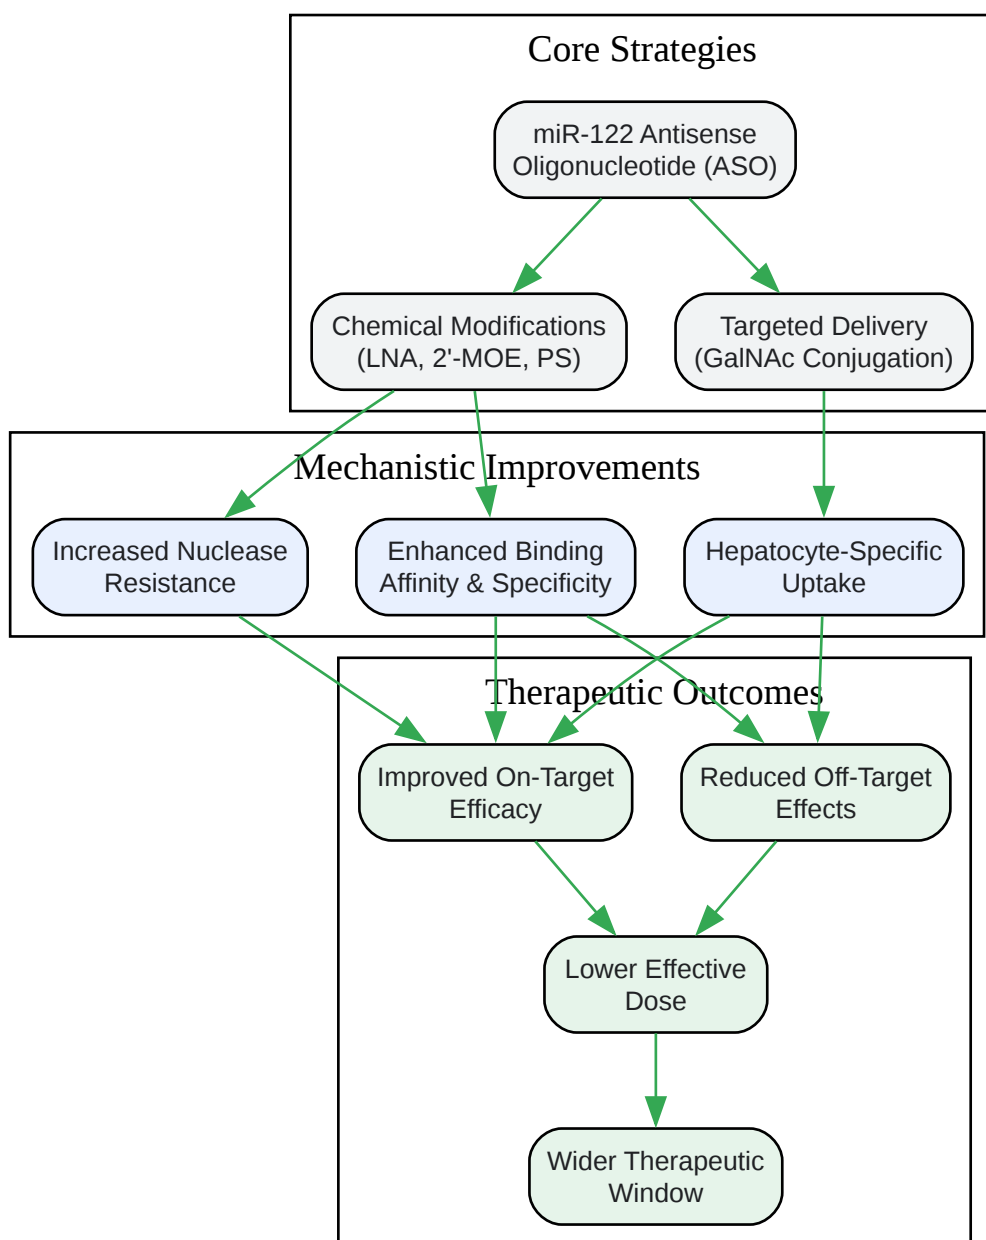 Core Strategies
miR-122 Antisense
Oligonucleotide (ASO)
Chemical Modifications
(LNA, 2'-MOE, PS)
Targeted Delivery
(GalNAc Conjugation)
Mechanistic Improvements
Increased Nuclease
Resistance
Enhanced Binding
Affinity & Specificity
Hepatocyte-Specific
Uptake
Therapeutic Outcomes
Improved On-Target
Efficacy
Reduced Off-Target
Effects
Lower Effective
Dose
Wider Therapeutic
Window